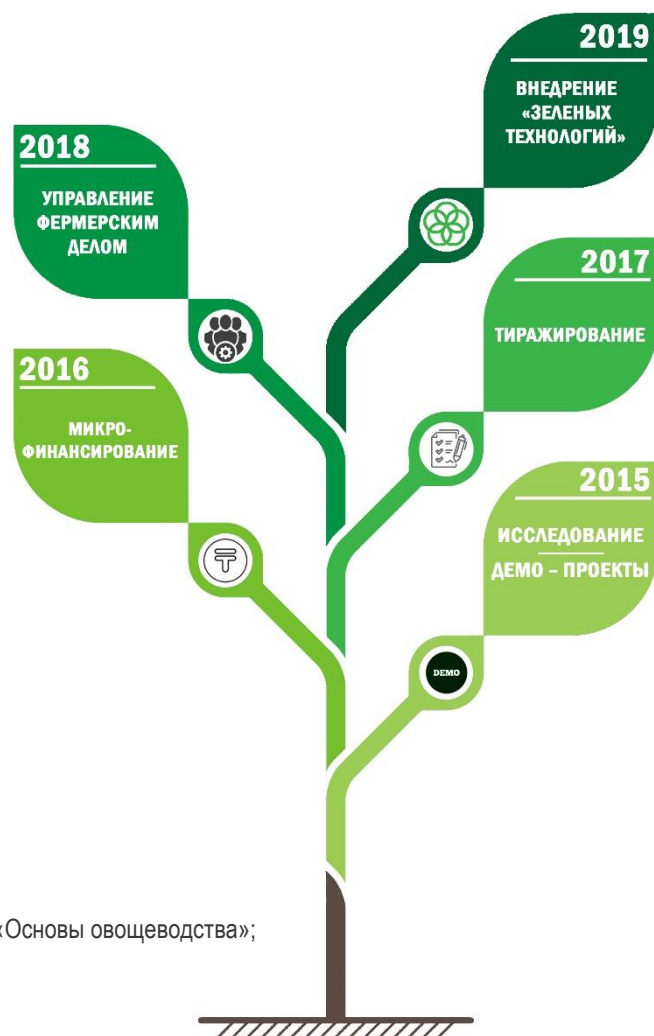 2019
ВНЕДРЕНИЕ
«ЗЕЛЕНЫХ
ТЕХНОЛОГИЙ»
2018
УПРАВЛЕНИЕ
ФЕРМЕРСКИМ
ДЕЛОМ
2017
ТИРАЖИРОВАНИЕ
2016
МИКРО-
ФИНАНСИРОВАНИЕ
2015
ИССЛЕДОВАНИЕ
ДЕМО – ПРОЕКТЫ
₸
DEMO
«Основы овощеводства»;